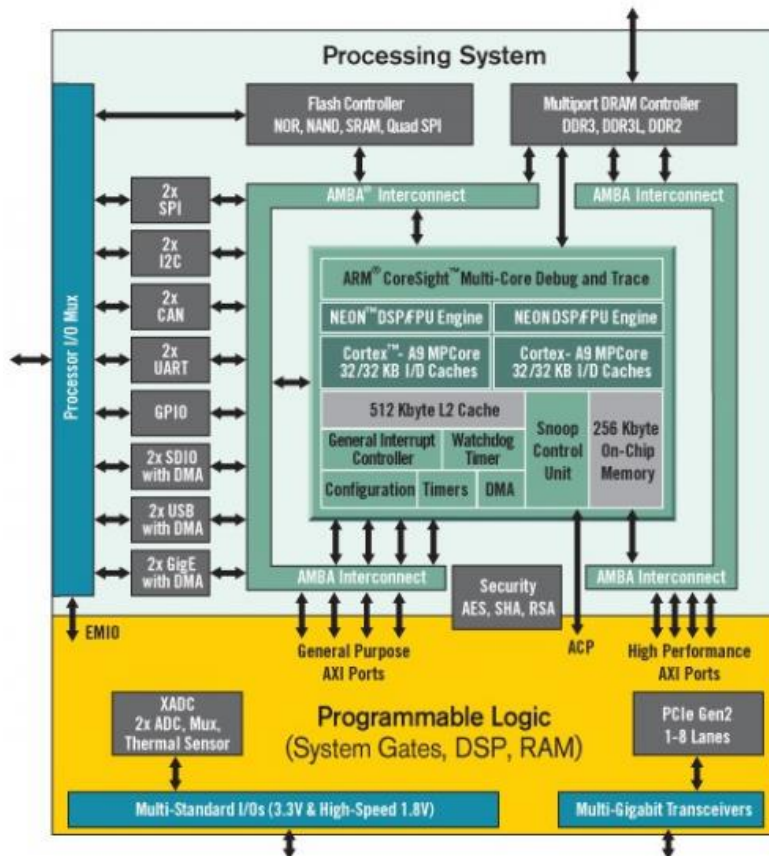 Processing System
Flash Controller
NOR, NAND, SRAM, Quad SPI
Multiport DRAM Controller
DDR3, DDR3L, DDR2
AMBA® Interconnect
AMBA Interconnect
Processor I/O Mux
2x
SPI
2x
I2C
2x
CAN
2x
UART
GPIO
2x SDIO
with DMA
2x USB
with DMA
2x GigE
with DMA
ARM® CoreSight™ Multi-Core Debug and Trace
NEON™ DSP/FPU Engine
NEON DSP/FPU Engine
Cortex™- A9 MPCore
32/32 KB I/D Caches
Cortex- A9 MPCore
32/32 KB I/D Caches
512 Kbyte L2 Cache
General Interrupt
Controller
Watchdog
Timer
Configuration
Timers
DMA
Snoop
Control
Unit
256 Kbyte
On-Chip
Memory
AMBA Interconnect
Security
AES, SHA, RSA
AMBA Interconnect
EMIO
General Purpose
AXI Ports
ACP
High Performance
AXI Ports
XADC
2x ADC, Mux,
Thermal Sensor
Programmable Logic
(System Gates, DSP, RAM)
PCIe Gen2
1-8 Lanes
Multi-Standard I/Os (3.3V & High-Speed 1.8V)
Multi-Gigabit Transceivers